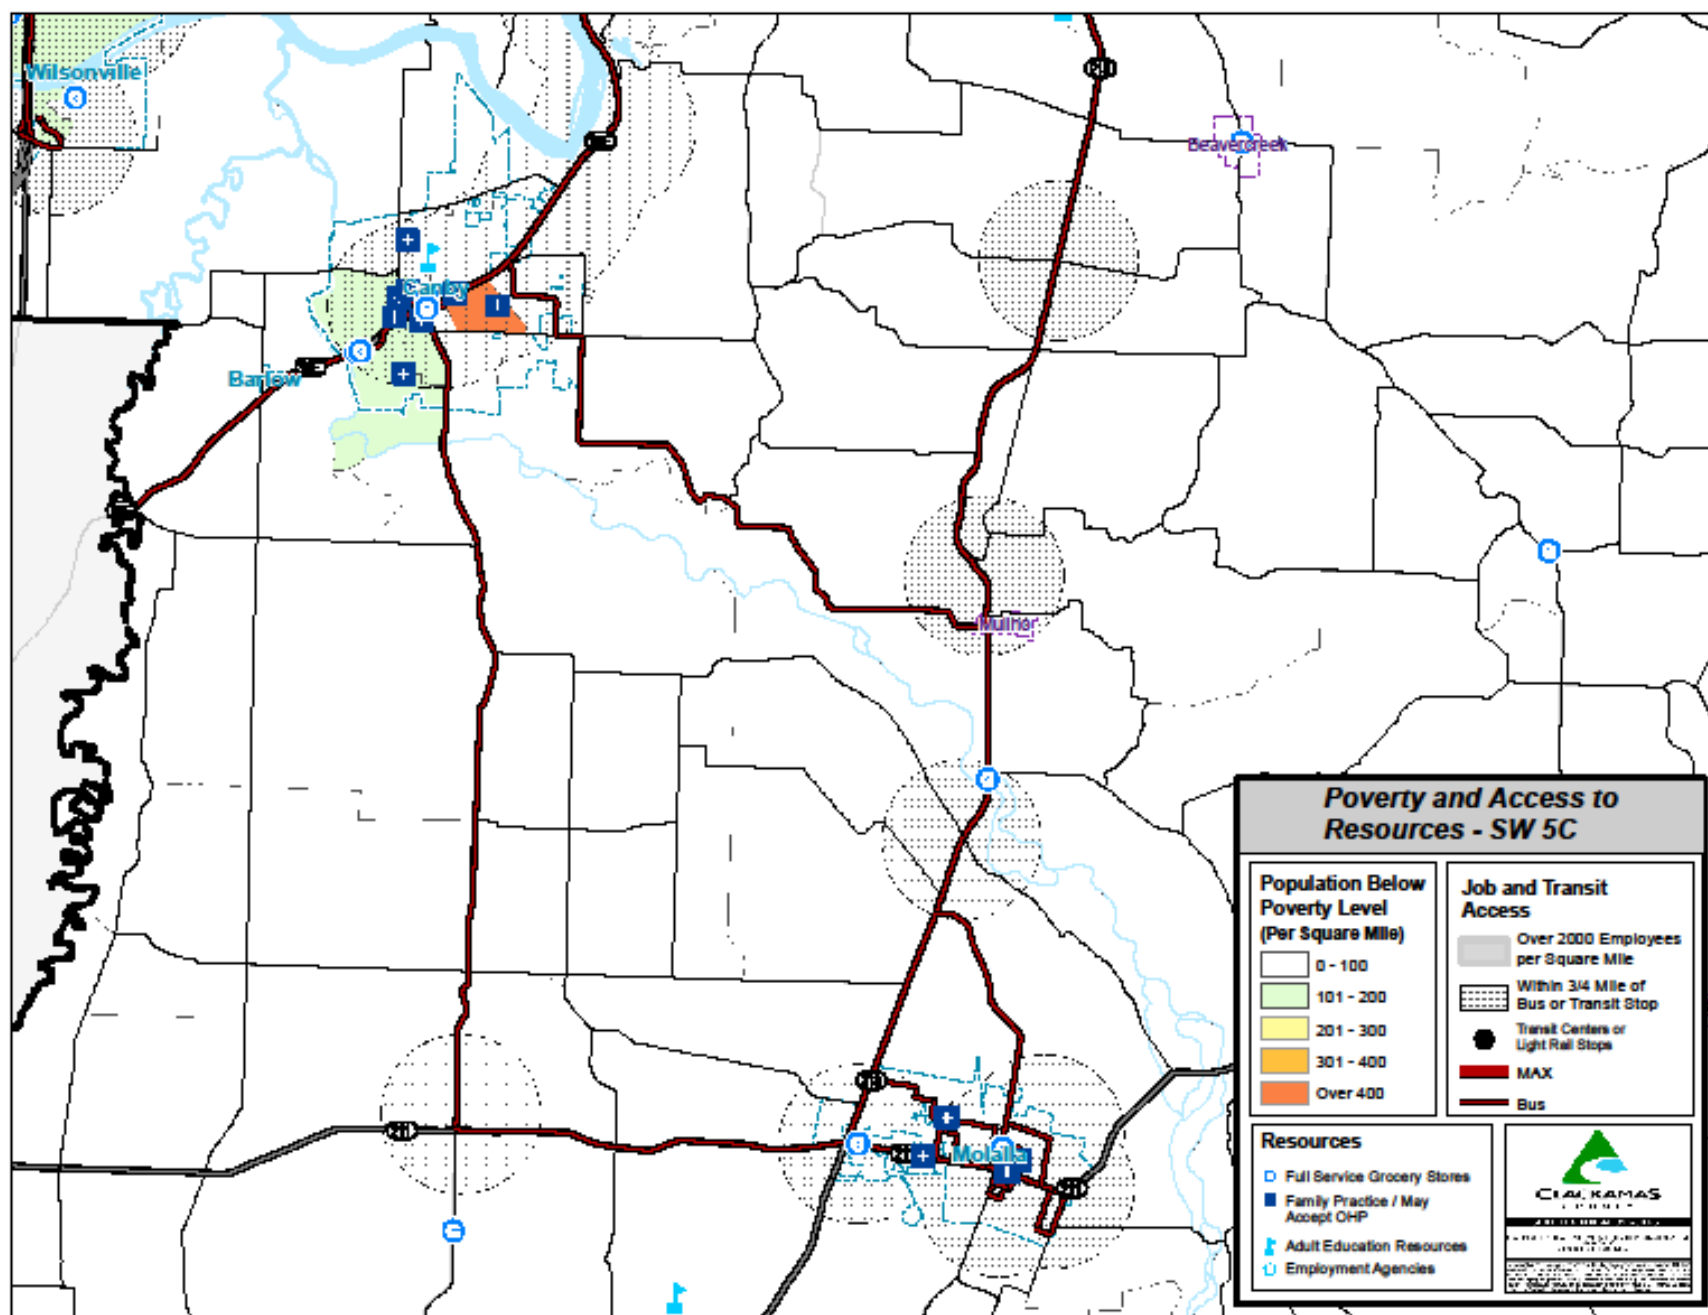 Wilsonville
Beavercreek
Canby
Barlow
Mulino
Molalla
Poverty and Access to
Resources - SW 5C
Population Below
Poverty Level
(Per Square Mile)
0 - 100
101 - 200
201 - 300
301 - 400
Over 400
Job and Transit
Access
Over 2000 Employees
per Square Mile
Within 3/4 Mile of
Bus or Transit Stop
Transit Centers or
Light Rail Stops
MAX
Bus
Resources
Full Service Grocery Stores
Family Practice / May
Accept OHP
Adult Education Resources
Employment Agencies
CLACKAMAS
COUNTY